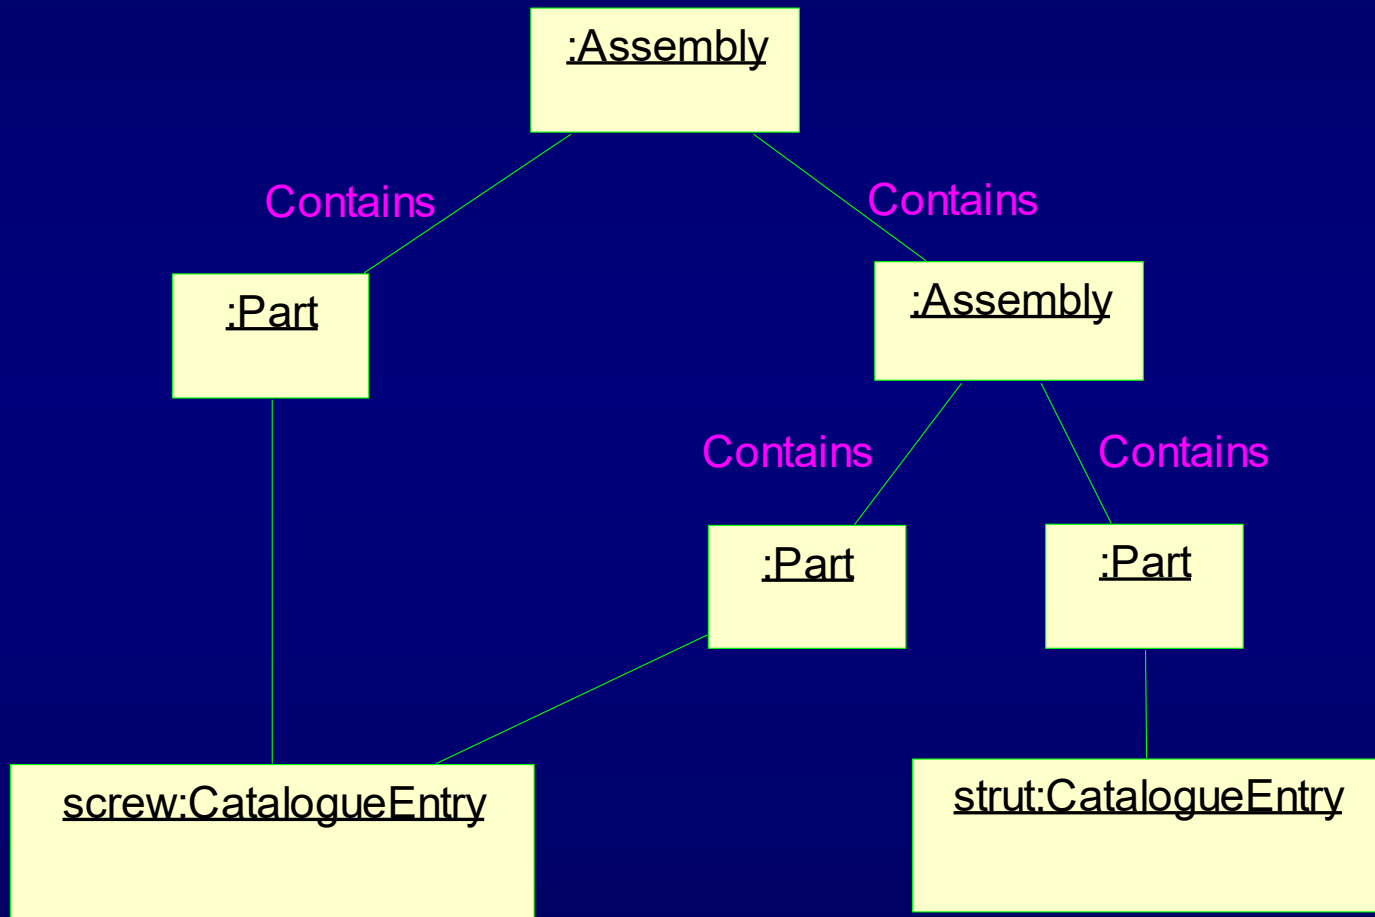 :Assembly
Contains
Contains
:Part
:Assembly
Contains
Contains
:Part
:Part
screw:CatalogueEntry
strut:CatalogueEntry